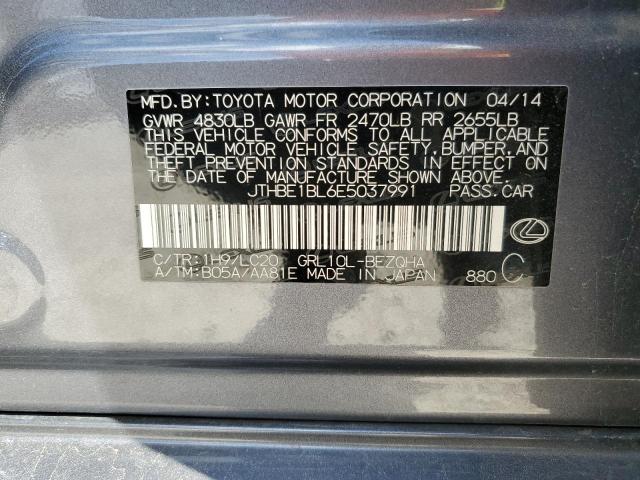 MFD.BY:TOYOTA MOTOR CORPORATION 04/14
GVWR 4830LB GAWR FR 2470LB RR 2655LB
THIS VEHICLE CONFORMS TO ALL APPLICABLE
FEDERAL MOTOR VEHICLE SAFETY,BUMPER,AND
THEFT PREVENTION STANDARDS IN EFFECT ON
THE DATE OF MANUFACTURE SHOWN ABOVE.
JTHBE1BL6E5037991 PASS.CAR
C/TR:1H9/LC20 GRL10L-BEZQHA
A/TM:B05A/AA81E MADE IN JAPAN 880 C